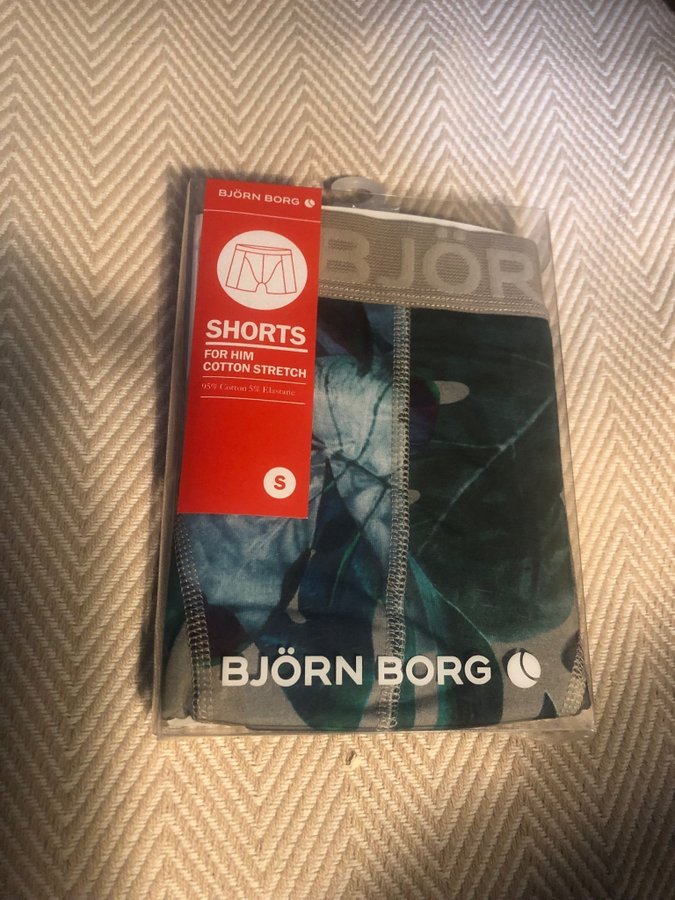 BJÖRN BORG
BJÖR
SHORTS
FOR HIM
COTTON STRETCH
95% Cotton 5% Elastane
S
BJÖRN BORG